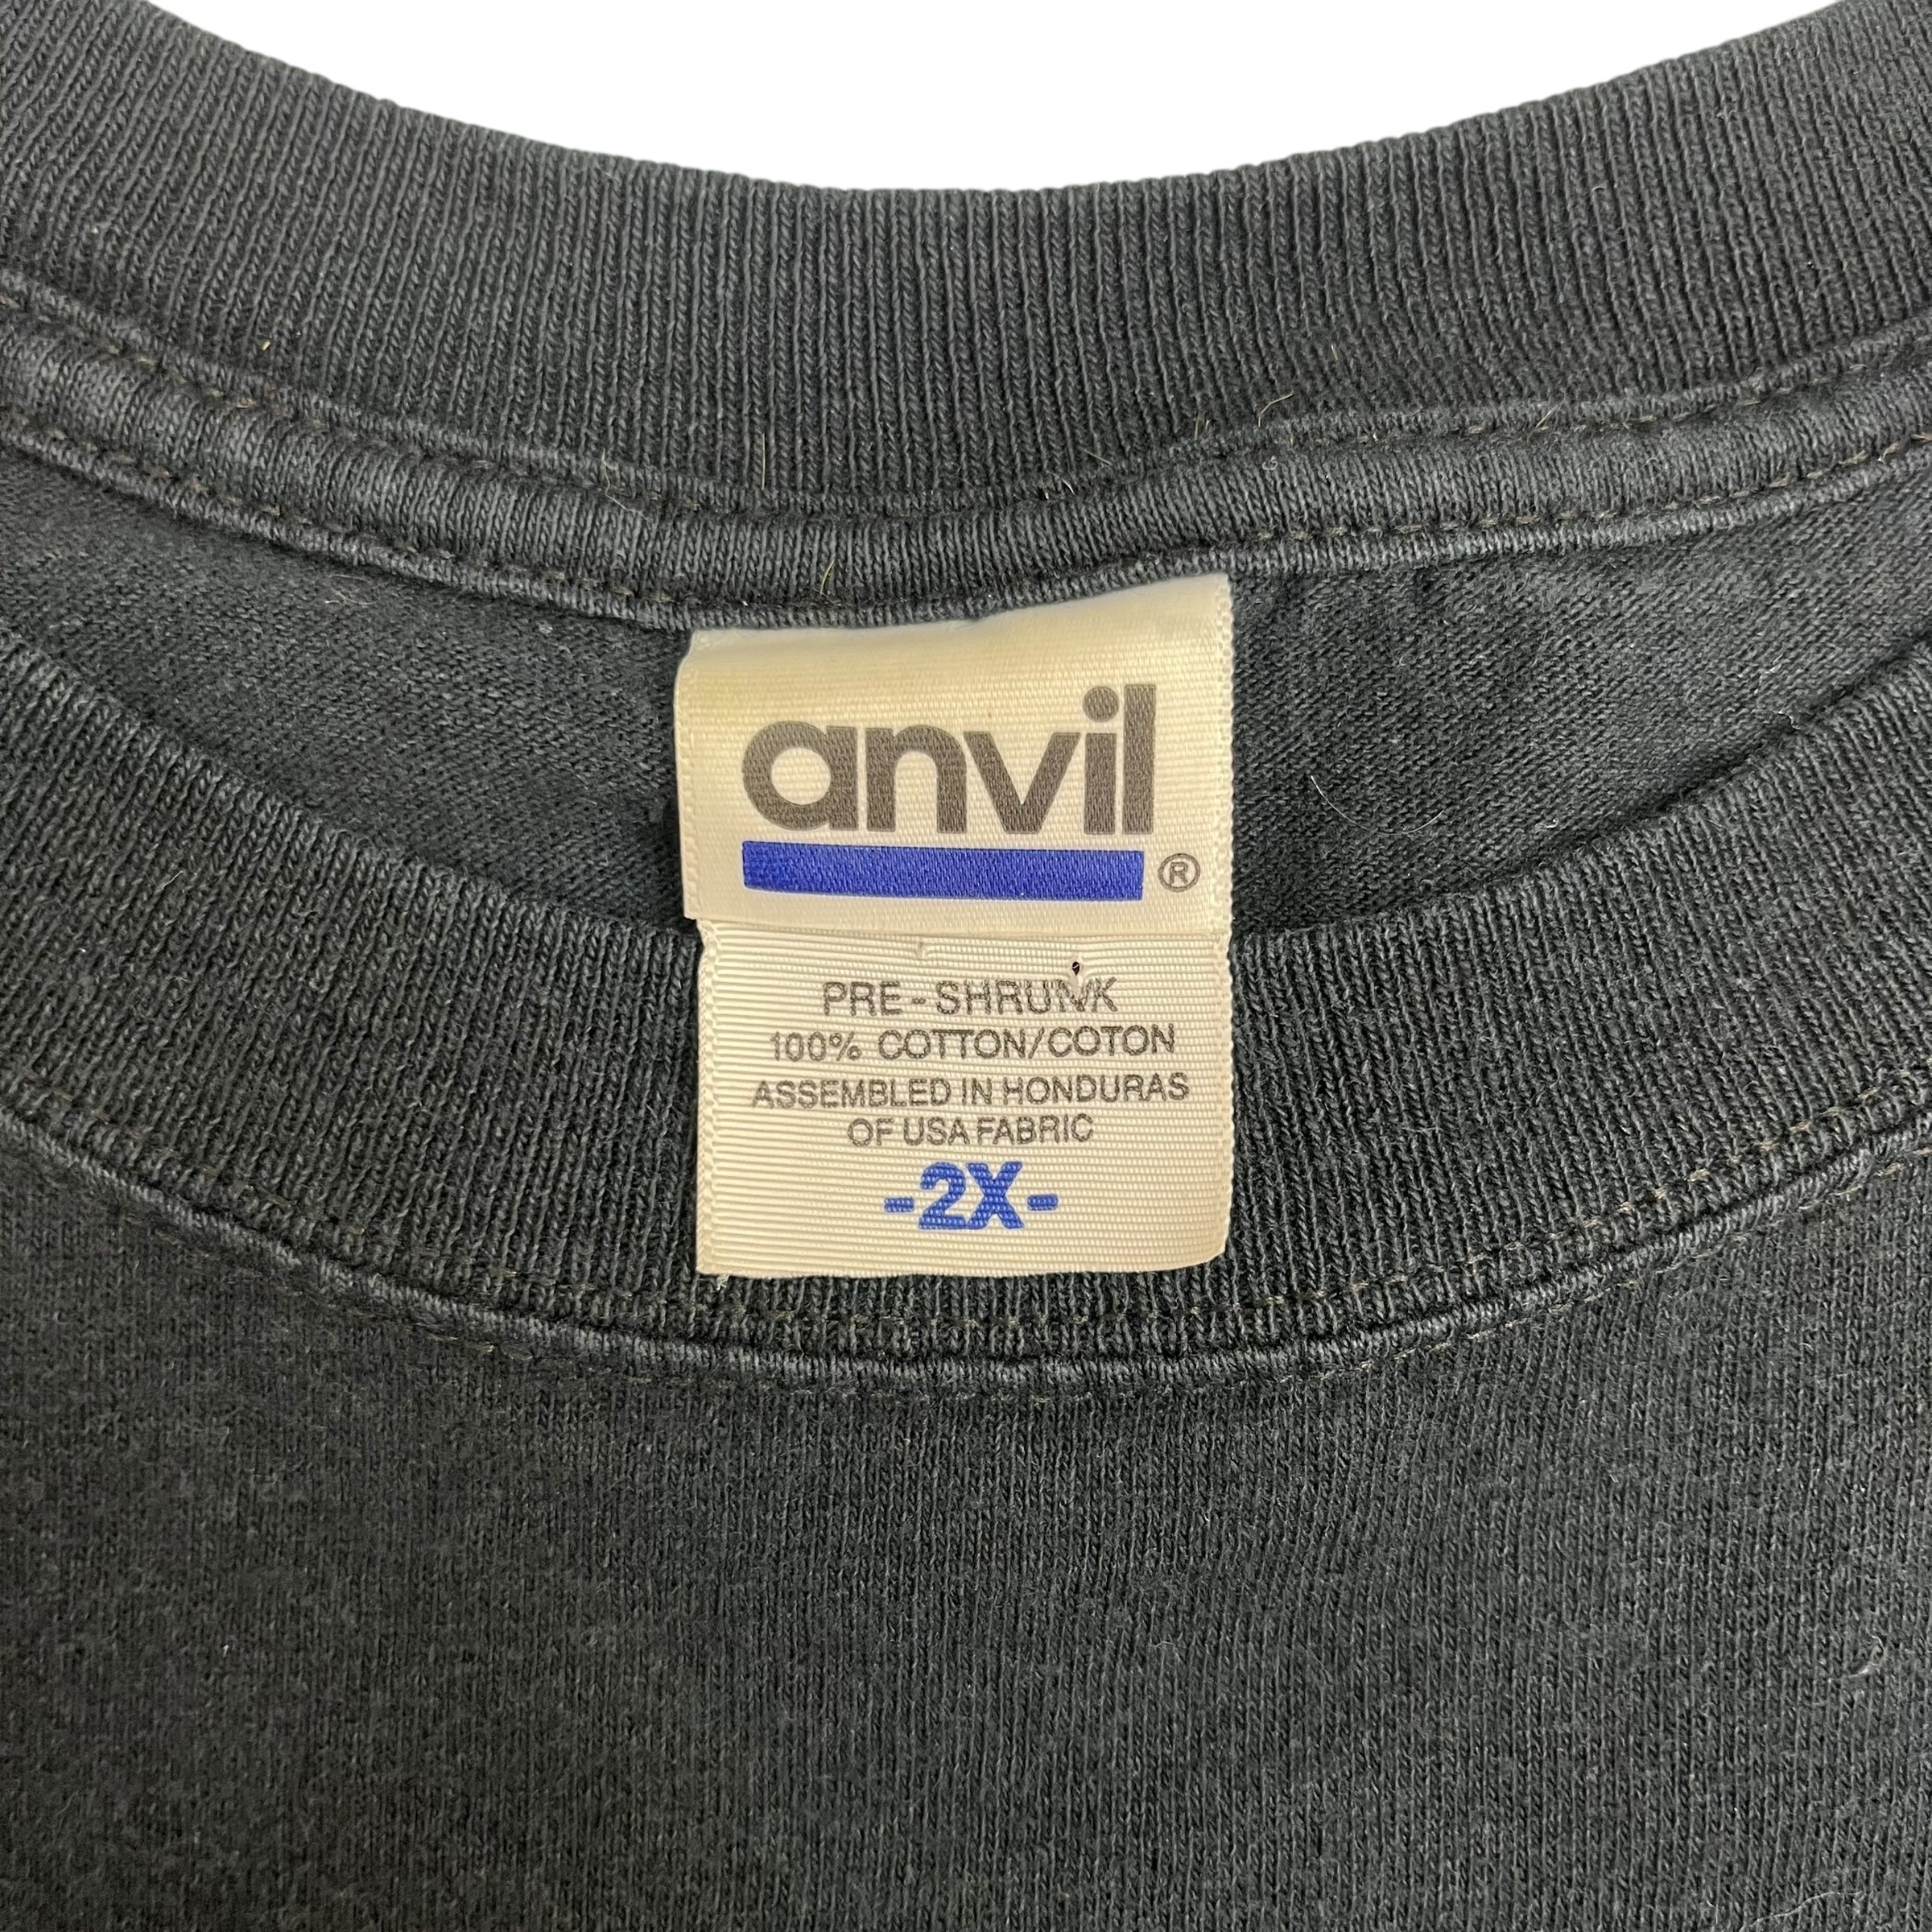 anvil
®
PRE-SHRUNK
100% COTTON/COTON
ASSEMBLED IN HONDURAS
OF USA FABRIC
-2X-